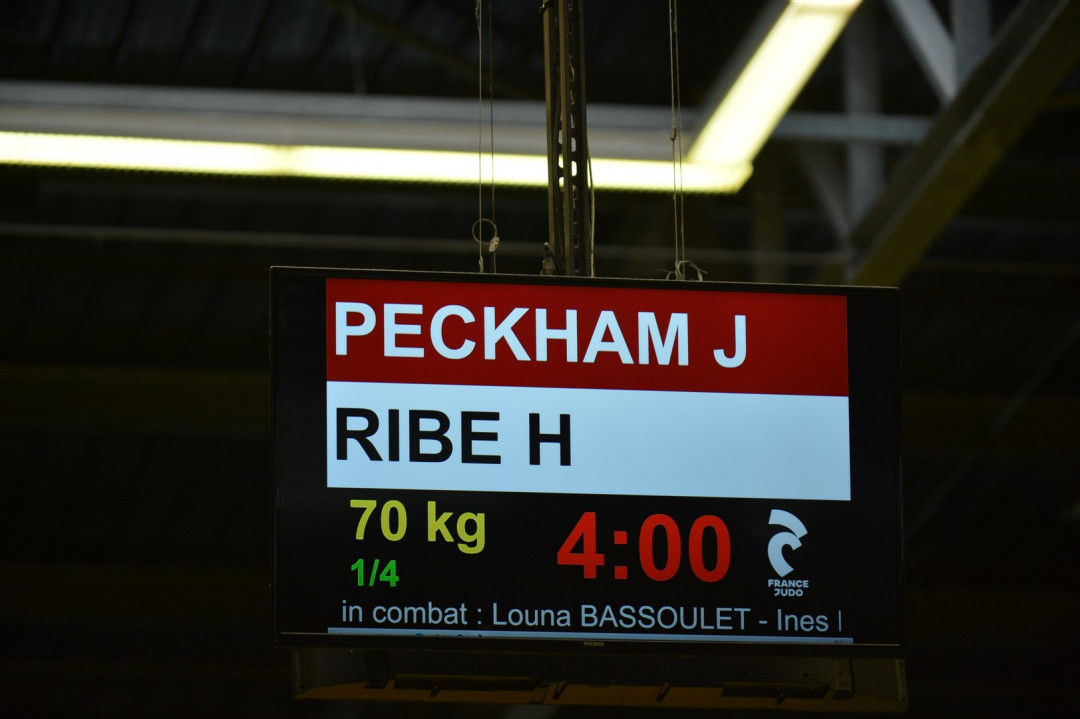 PECKHAM J
RIBE H
70 kg
4:00
1/4
FRANCE
JUDO
in combat : Louna BASSOULET - Ines